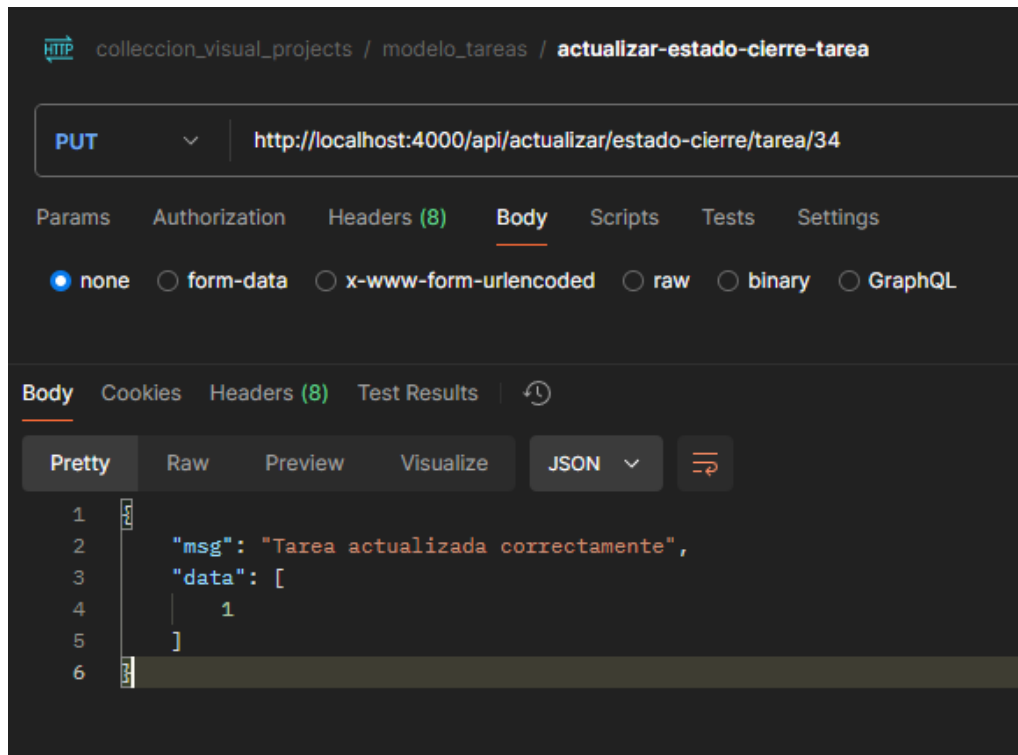 HTTP colleccion_visual_projects / modelo_tareas / actualizar-estado-cierre-tarea
PUT http://localhost:4000/api/actualizar/estado-cierre/tarea/34
Params Authorization Headers (8) Body Scripts Tests Settings
none form-data x-www-form-urlencoded raw binary GraphQL
Body Cookies Headers (8) Test Results
Pretty Raw Preview Visualize JSON
1 {
2 "msg": "Tarea actualizada correctamente",
3 "data": [
4 1
5 ]
6 }